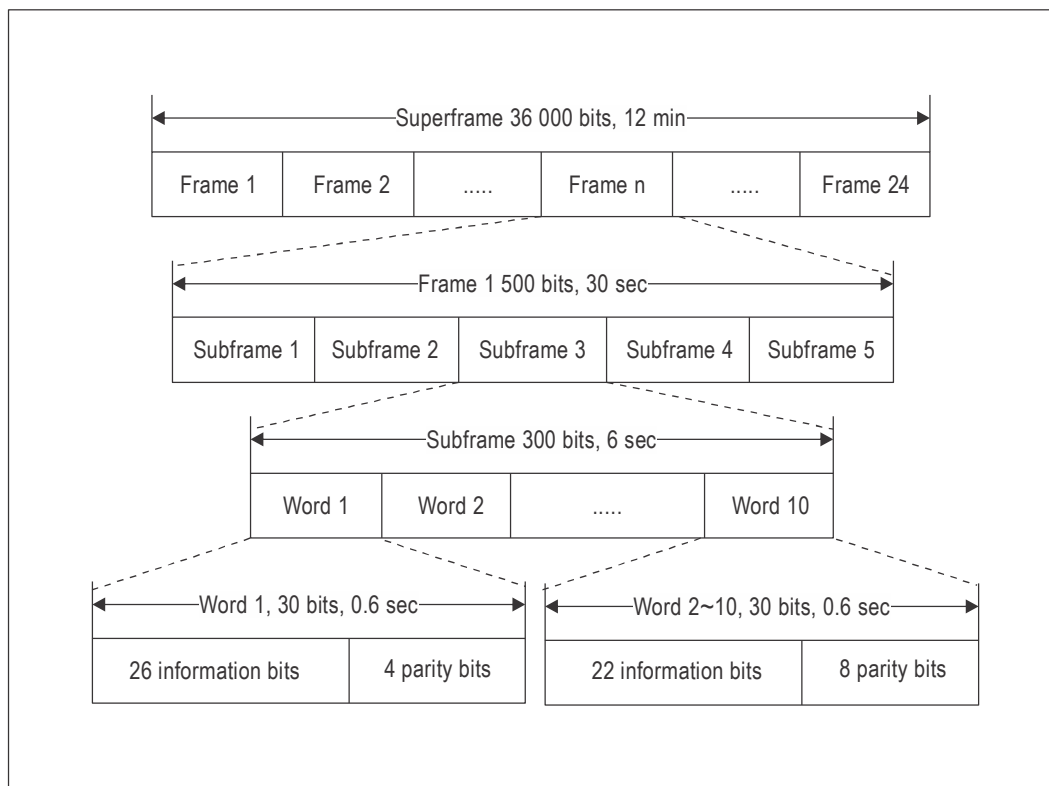 Superframe 36 000 bits, 12 min
Frame 1 Frame 2 ..... Frame n ..... Frame 24
Frame 1 500 bits, 30 sec
Subframe 1 Subframe 2 Subframe 3 Subframe 4 Subframe 5
Subframe 300 bits, 6 sec
Word 1 Word 2 ..... Word 10
Word 1, 30 bits, 0.6 sec Word 2~10, 30 bits, 0.6 sec
26 information bits 4 parity bits 22 information bits 8 parity bits